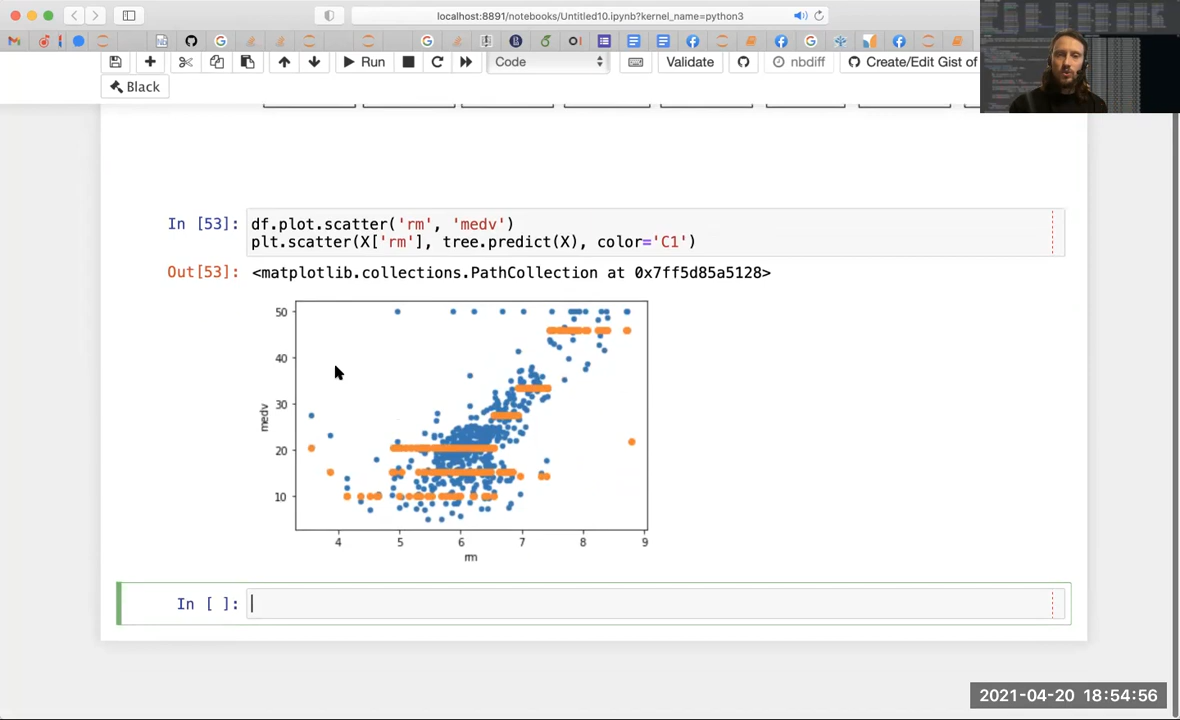 localhost:8891/notebooks/Untitled10.ipynb?kernel_name=python3
Run
Code
Validate
nbdiff
Create/Edit Gist of
Black
In [53]:
df.plot.scatter('rm', 'medv')
plt.scatter(X['rm'], tree.predict(X), color='C1')
Out[53]:
<matplotlib.collections.PathCollection at 0x7ff5d85a5128>
50
40
30
20
10
medv
4 5 6 7 8 9
rm
In [ ]:
2021-04-20 18:54:56